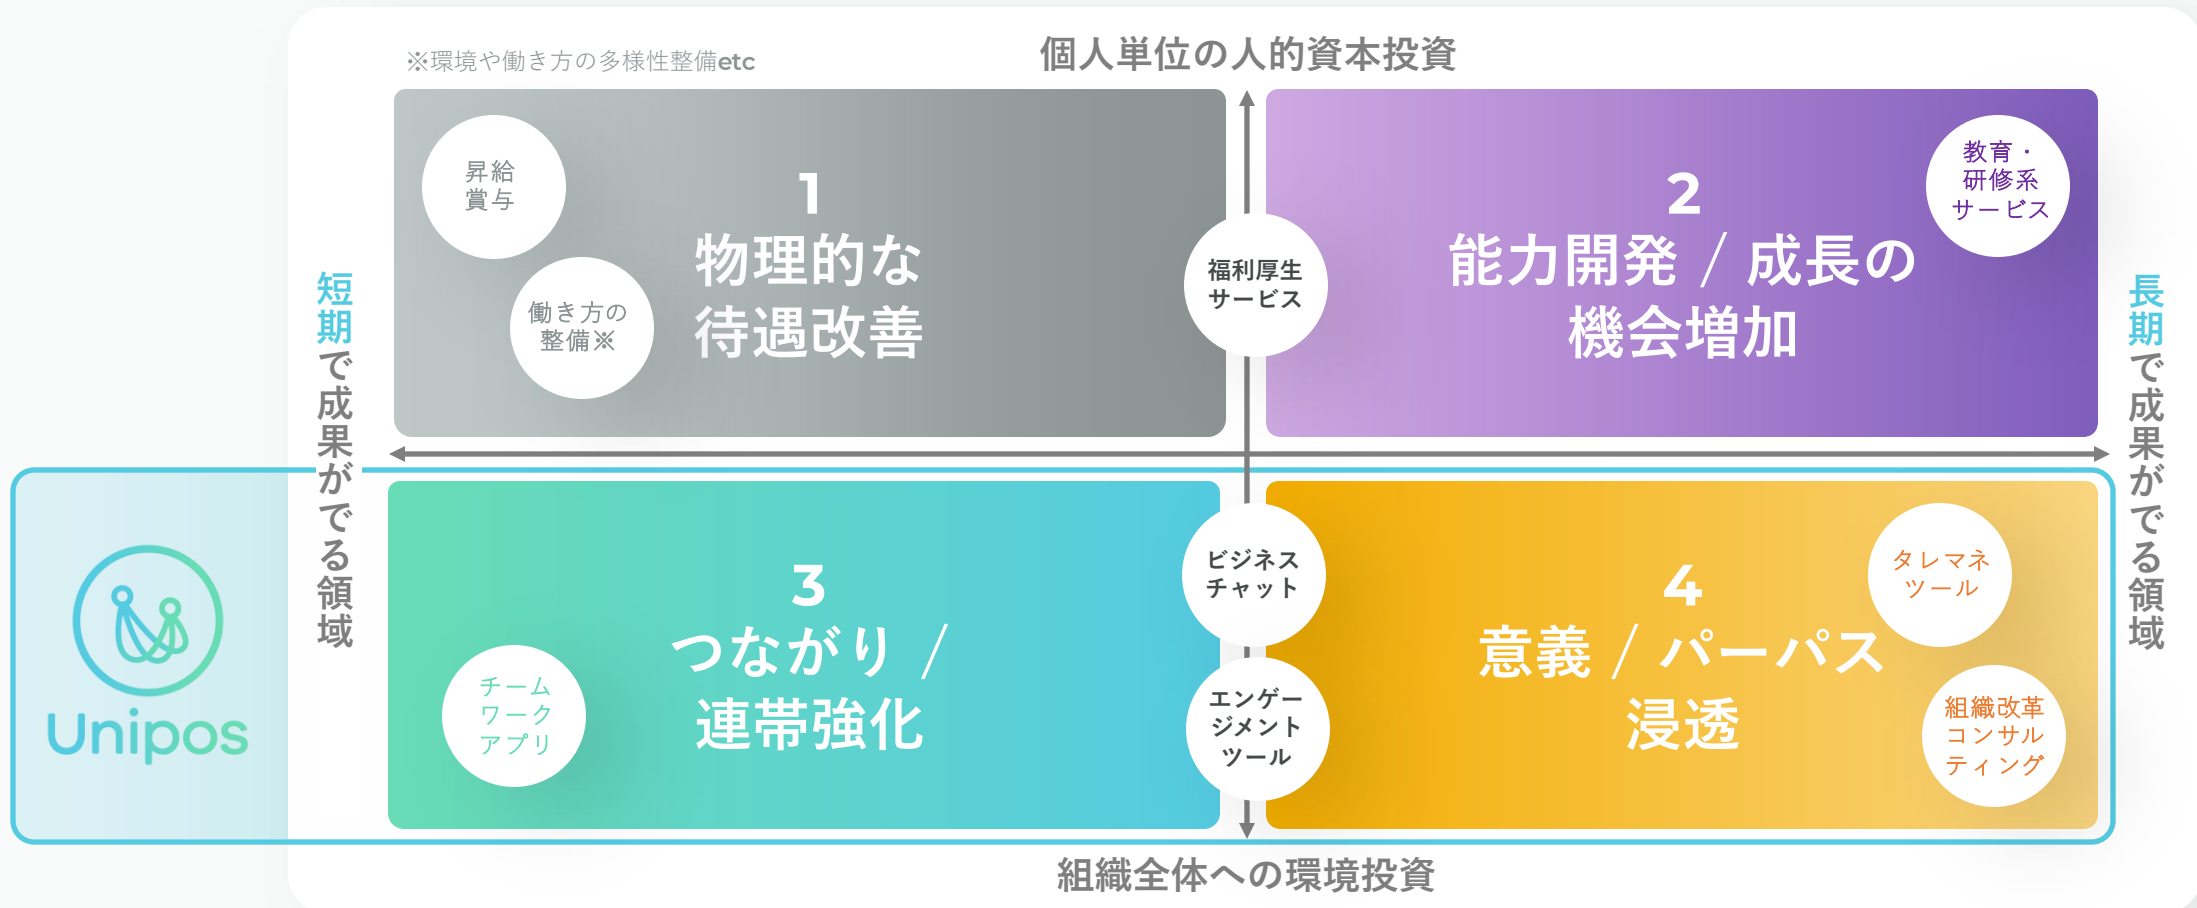 ※環境や働き方の多様性整備etc
個人単位の人的資本投資
昇給
賞与
働き方の
整備※
1
物理的な
待遇改善
福利厚生
サービス
2
能力開発 / 成長の
機会増加
教育・
研修系
サービス
短期で成果がでる領域
長期で成果がでる領域
Unipos
3
つながり /
連帯強化
チーム
ワーク
アプリ
ビジネス
チャット
エンゲー
ジメント
ツール
4
意義 / パーパス
浸透
タレマネ
ツール
組織改革
コンサル
ティング
組織全体への環境投資